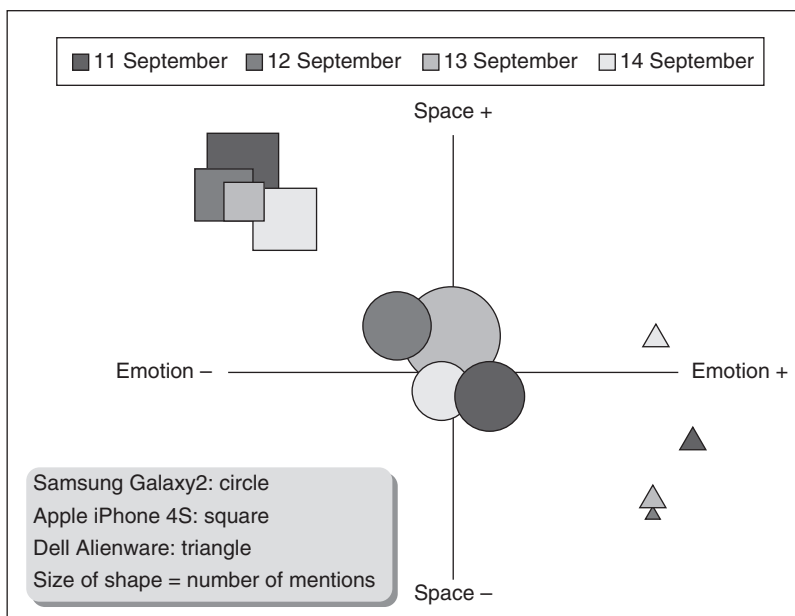 11 September 12 September 13 September 14 September
Space +
Emotion – Emotion +
Samsung Galaxy2: circle
Apple iPhone 4S: square
Dell Alienware: triangle
Size of shape = number of mentions
Space –